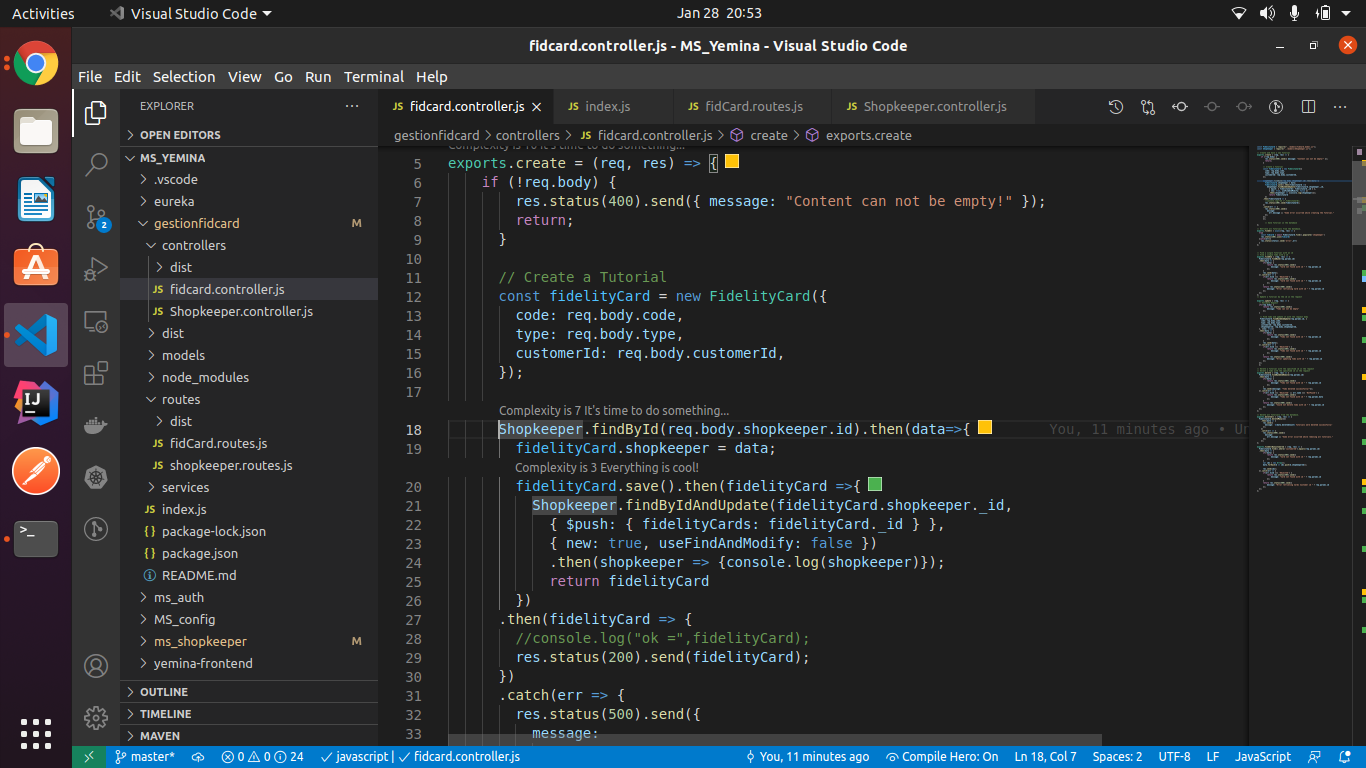 Activities
Visual Studio Code
Jan 28 20:53
fidcard.controller.js - MS_Yemina - Visual Studio Code
File Edit Selection View Go Run Terminal Help
EXPLORER
OPEN EDITORS
MS_YEMINA
.vscode
eureka
gestionfidcard M
controllers
dist
JS fidcard.controller.js
JS Shopkeeper.controller.js
dist
models
node_modules
routes
dist
JS fidCard.routes.js
JS shopkeeper.routes.js
services
JS index.js
{} package-lock.json
{} package.json
README.md
ms_auth
MS_config
ms_shopkeeper M
yemina-frontend
OUTLINE
TIMELINE
MAVEN
2
IJ
>_
JS fidcard.controller.js
JS index.js
JS fidCard.routes.js
JS Shopkeeper.controller.js
gestionfidcard > controllers > JS fidcard.controller.js > create > exports.create
Complexity is 10 It's time to do something...
5 exports.create = (req, res) => {
6 if (!req.body) {
7 res.status(400).send({ message: "Content can not be empty!" });
8 return;
9 }
10
11 // Create a Tutorial
12 const fidelityCard = new FidelityCard({
13 code: req.body.code,
14 type: req.body.type,
15 customerId: req.body.customerId,
16 });
17
Complexity is 7 It's time to do something...
18 Shopkeeper.findById(req.body.shopkeeper.id).then(data=>{ You, 11 minutes ago • Un
19 fidelityCard.shopkeeper = data;
Complexity is 3 Everything is cool!
20 fidelityCard.save().then(fidelityCard =>{
21 Shopkeeper.findByIdAndUpdate(fidelityCard.shopkeeper._id,
22 { $push: { fidelityCards: fidelityCard._id } },
23 { new: true, useFindAndModify: false })
24 .then(shopkeeper => {console.log(shopkeeper)});
25 return fidelityCard
26 })
27 .then(fidelityCard => {
28 //console.log("ok =",fidelityCard);
29 res.status(200).send(fidelityCard);
30 })
31 .catch(err => {
32 res.status(500).send({
33 message:
master* 0 0 24 javascript | fidcard.controller.js You, 11 minutes ago Compile Hero: On Ln 18, Col 7 Spaces: 2 UTF-8 LF JavaScript